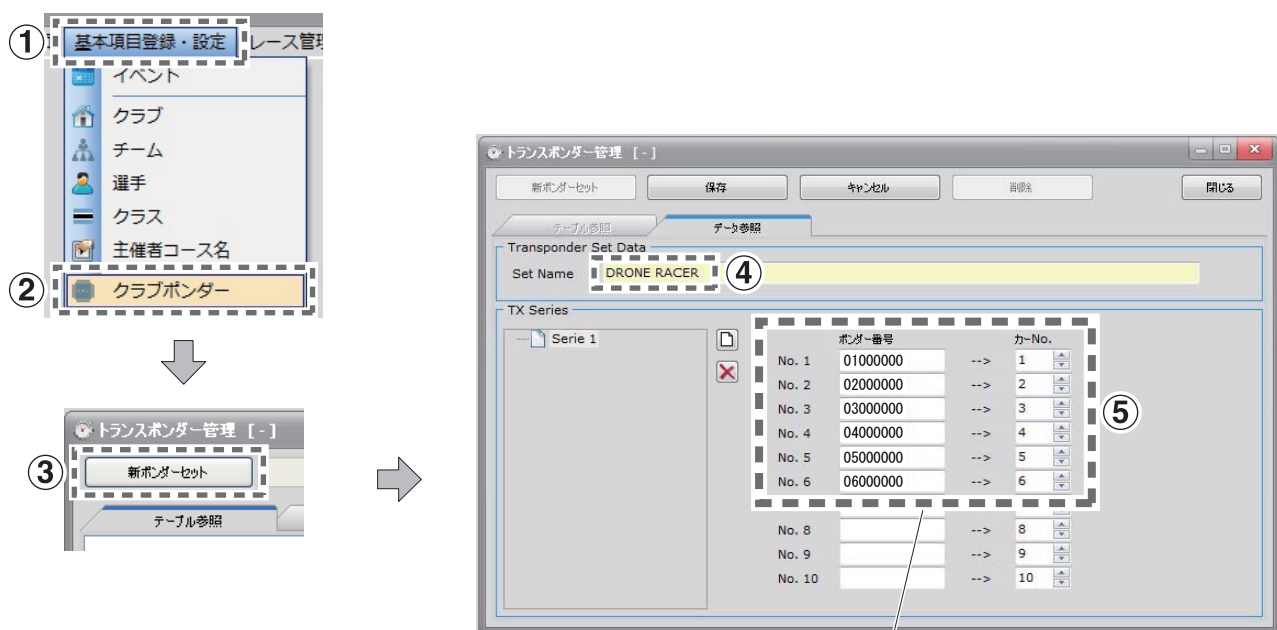 ①
基本項目登録・設定 レース管
イベント
クラブ
チーム
選手
クラス
主催者コース名
②
クラブポンダー
③
トランスポンダー管理 [ - ]
新ポンダーセット
テーブル参照
トランスポンダー管理 [ - ]
新ポンダーセット 保存 キャンセル 削除 閉じる
テーブル参照 データ参照
Transponder Set Data
Set Name DRONE RACER ④
TX Series
Serie 1
ポンダー番号 カーNo.
No. 1 01000000 --> 1
No. 2 02000000 --> 2
No. 3 03000000 --> 3
No. 4 04000000 --> 4
No. 5 05000000 --> 5
No. 6 06000000 --> 6
⑤
No. 8 --> 8
No. 9 --> 9
No. 10 --> 10